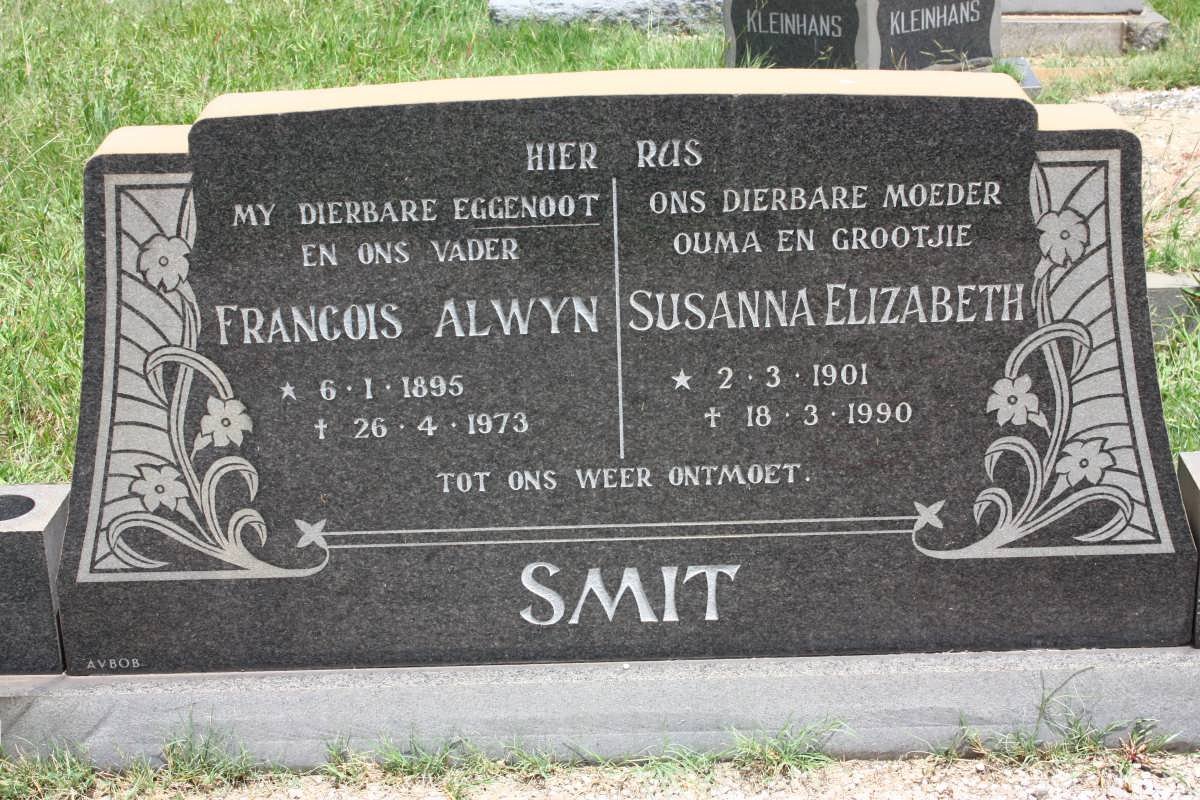 KLEINHANS
KLEINHANS
HIER RUS
MY DIERBARE EGGENOOT
EN ONS VADER
FRANCOIS ALWYN
★ 6·1·1895
✝ 26·4·1973
ONS DIERBARE MOEDER
OUMA EN GROOTJIE
SUSANNA ELIZABETH
★ 2·3·1901
✝ 18·3·1990
TOT ONS WEER ONTMOET.
SMIT
AVBOB